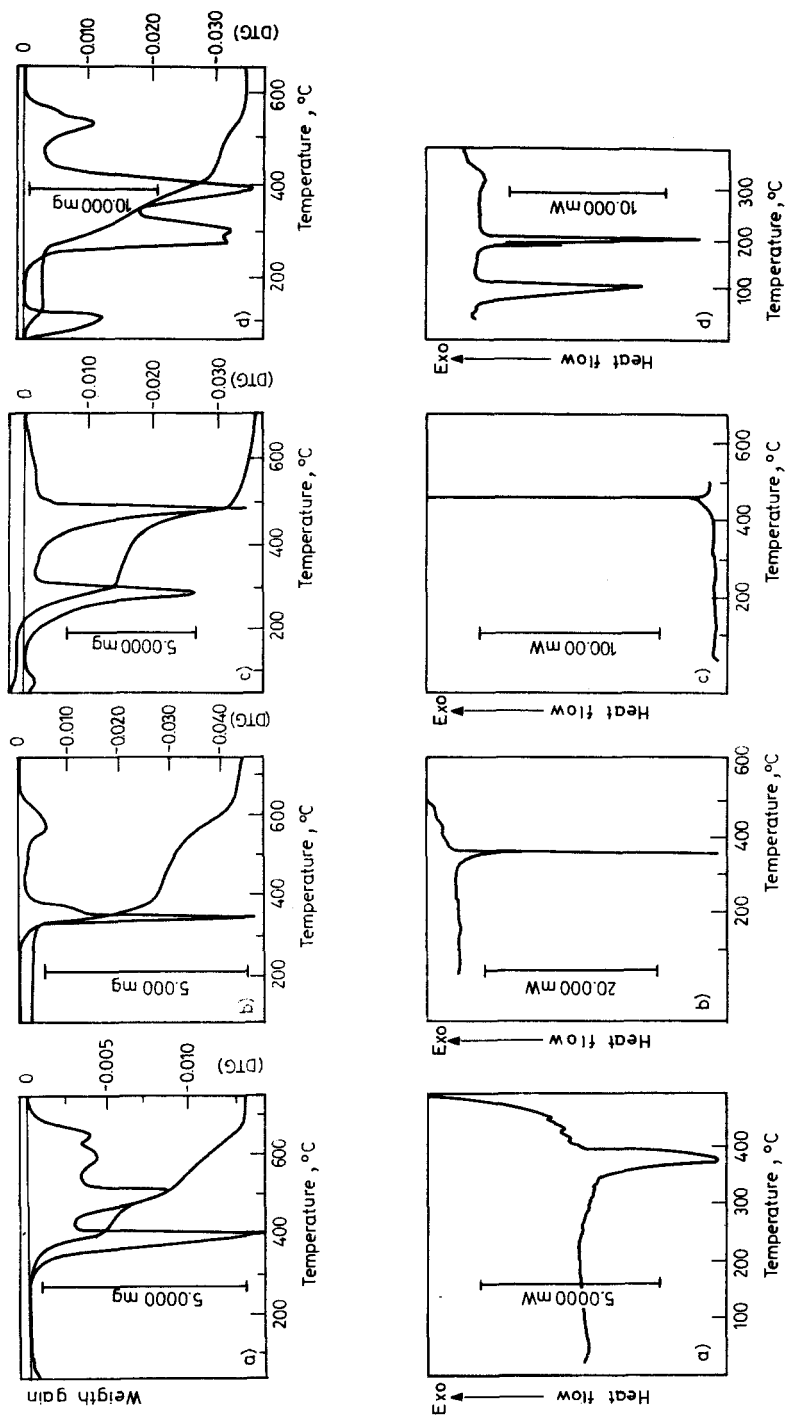 Weigth gain
a)
5.0000 mg
0
-0.005
-0.010
(DTG)
200 400 600
Temperature , °C
b)
5.000 mg
0
-0.010
-0.020
-0.030
-0.040
(DTG)
200 400 600
Temperature , °C
c)
5.0000 mg
0
-0.010
-0.020
-0.030
(DTG)
200 400 600
Temperature , °C
d)
10.000 mg
0
-0.010
-0.020
-0.030
(DTG)
200 400 600
Temperature , °C
Exo
Heat flow
a)
5.0000 mW
100 200 300 400
Temperature , °C
Exo
Heat flow
b)
20.000 mW
200 400 600
Temperature , °C
Exo
Heat flow
c)
100.00 mW
200 400 600
Temperature , °C
Exo
Heat flow
d)
10.000 mW
100 200 300
Temperature , °C